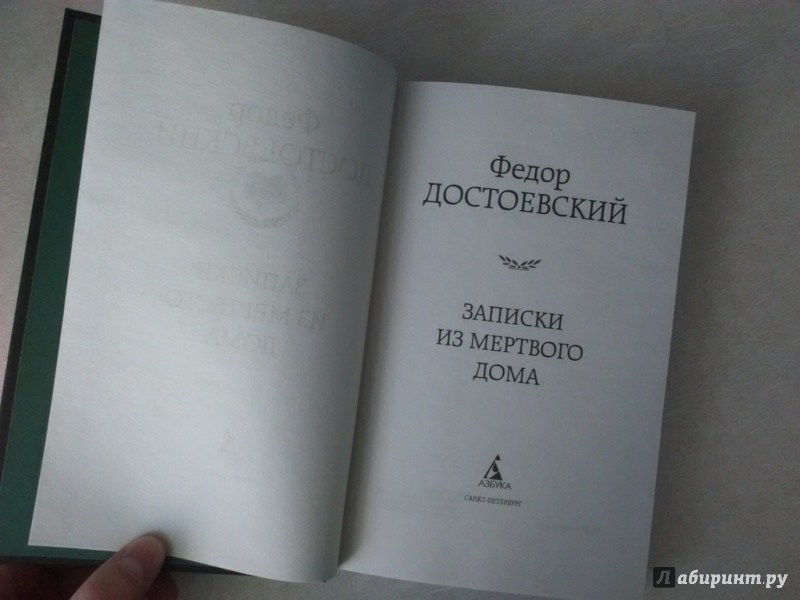 Федор
ДОСТОЕВСКИЙ
ЗАПИСКИ
ИЗ МЕРТВОГО
ДОМА
АЗБУКА
САНКТ-ПЕТЕРБУРГ
Лабиринт.ру